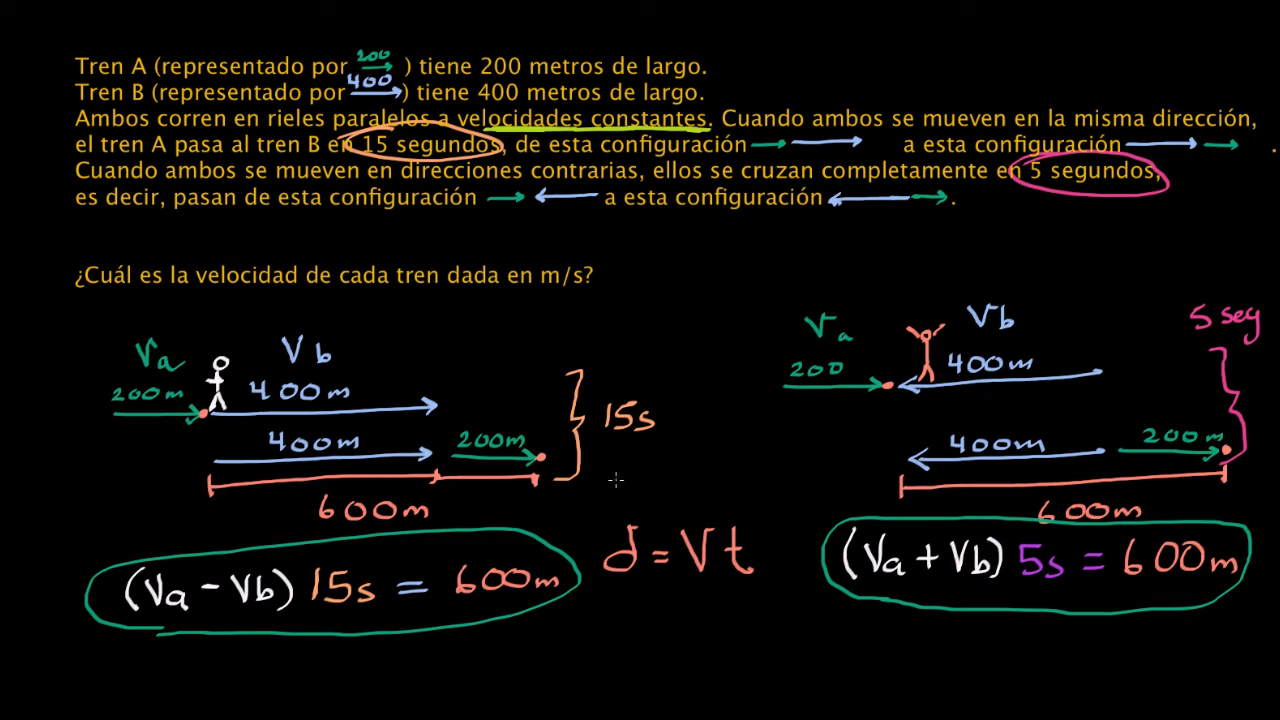 Tren A (representado por 200 ) tiene 200 metros de largo.
Tren B (representado por 400 ) tiene 400 metros de largo.
Ambos corren en rieles paralelos a velocidades constantes. Cuando ambos se mueven en la misma dirección,
el tren A pasa al tren B en 15 segundos, de esta configuración a esta configuración .
Cuando ambos se mueven en direcciones contrarias, ellos se cruzan completamente en 5 segundos,
es decir, pasan de esta configuración a esta configuración .
¿Cuál es la velocidad de cada tren dada en m/s?
Va Vb
200m 400m
400m 200m
15s
600m
(Va - Vb) 15s = 600m
d = Vt
Va Vb 5 seg
200 400m
400m 200m
600m
(Va + Vb) 5s = 600m